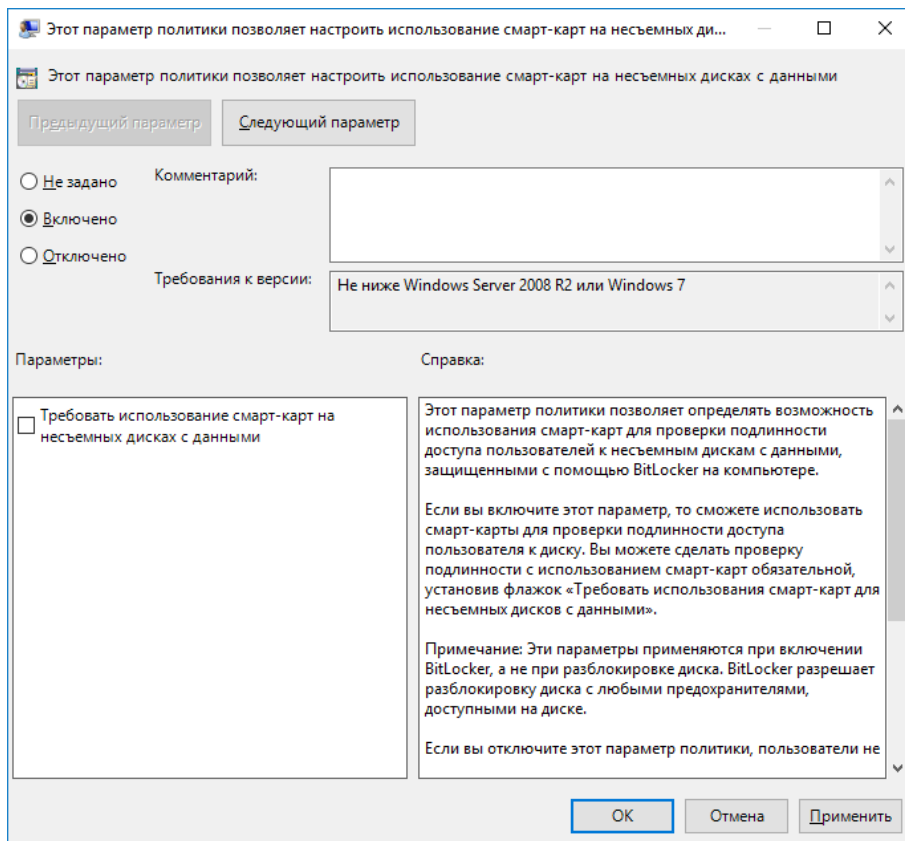 Этот параметр политики позволяет настроить использование смарт-карт на несъемных ди...
Этот параметр политики позволяет настроить использование смарт-карт на несъемных дисках с данными
Предыдущий параметр
Следующий параметр
Не задано
Включено
Отключено
Комментарий:
Требования к версии:
Не ниже Windows Server 2008 R2 или Windows 7
Параметры:
Справка:
Требовать использование смарт-карт на
несъемных дисках с данными
Этот параметр политики позволяет определять возможность
использования смарт-карт для проверки подлинности
доступа пользователей к несъемным дискам с данными,
защищенными с помощью BitLocker на компьютере.
Если вы включите этот параметр, то сможете использовать
смарт-карты для проверки подлинности доступа
пользователя к диску. Вы можете сделать проверку
подлинности с использованием смарт-карт обязательной,
установив флажок «Требовать использования смарт-карт для
несъемных дисков с данными».
Примечание: Эти параметры применяются при включении
BitLocker, а не при разблокировке диска. BitLocker разрешает
разблокировку диска с любыми предохранителями,
доступными на диске.
Если вы отключите этот параметр политики, пользователи не
ОК
Отмена
Применить